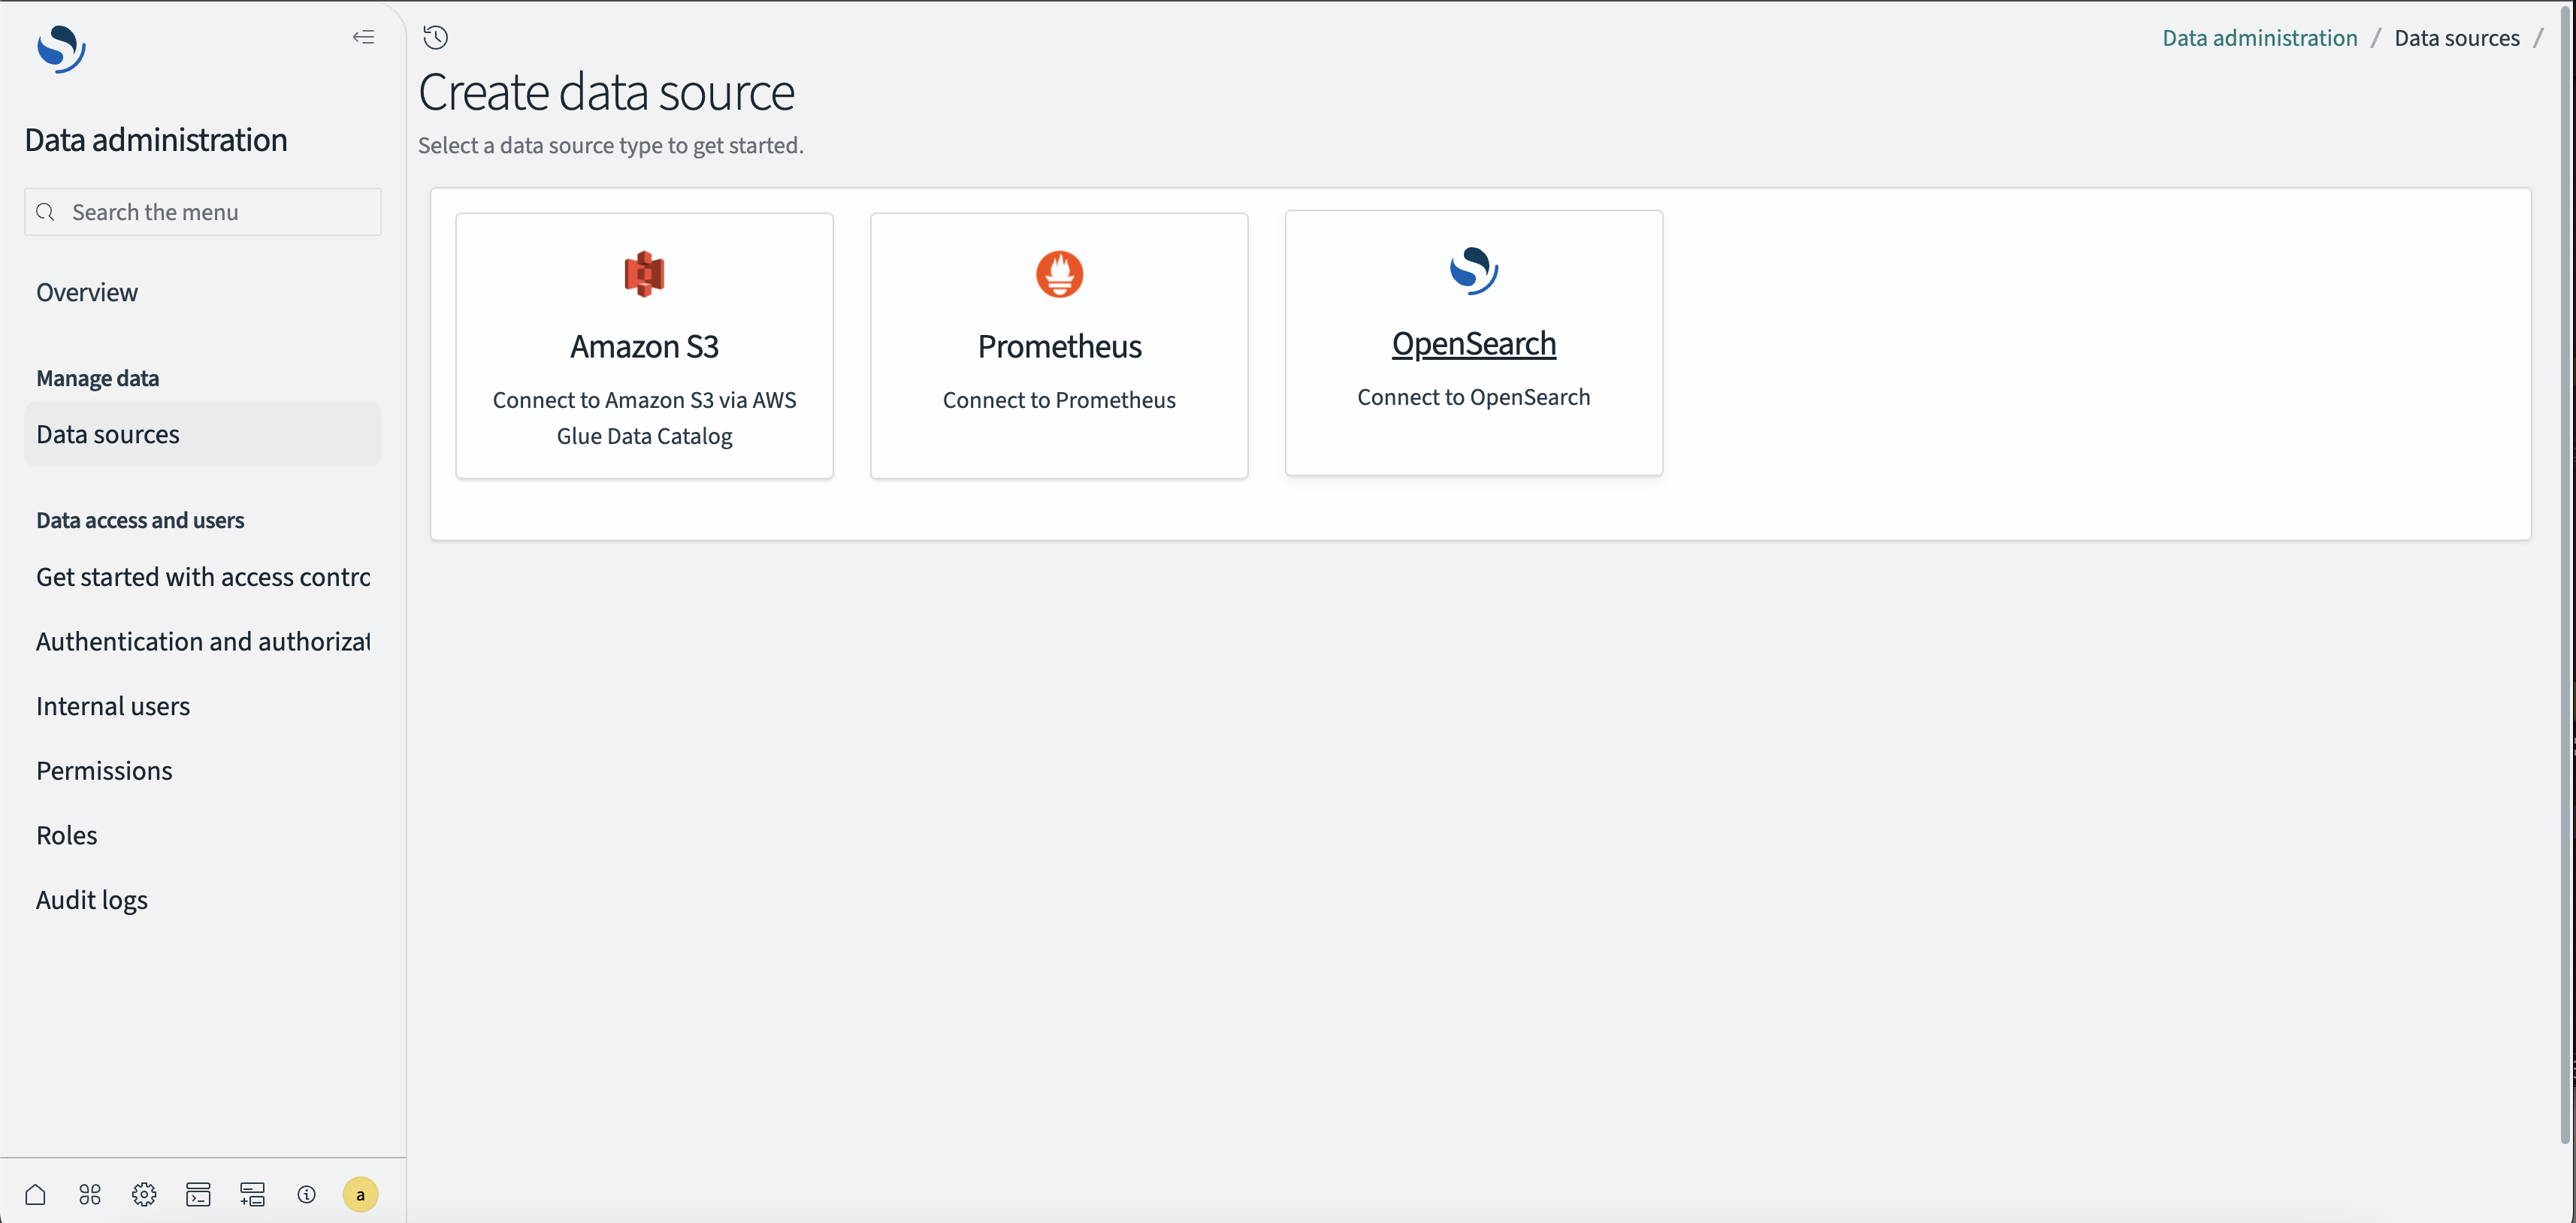 Data administration / Data sources /
Create data source
Select a data source type to get started.
Data administration
Search the menu
Overview
Manage data
Data sources
Data access and users
Get started with access contro
Authentication and authorizat
Internal users
Permissions
Roles
Audit logs
a
Amazon S3
Connect to Amazon S3 via AWS
Glue Data Catalog
Prometheus
Connect to Prometheus
OpenSearch
Connect to OpenSearch